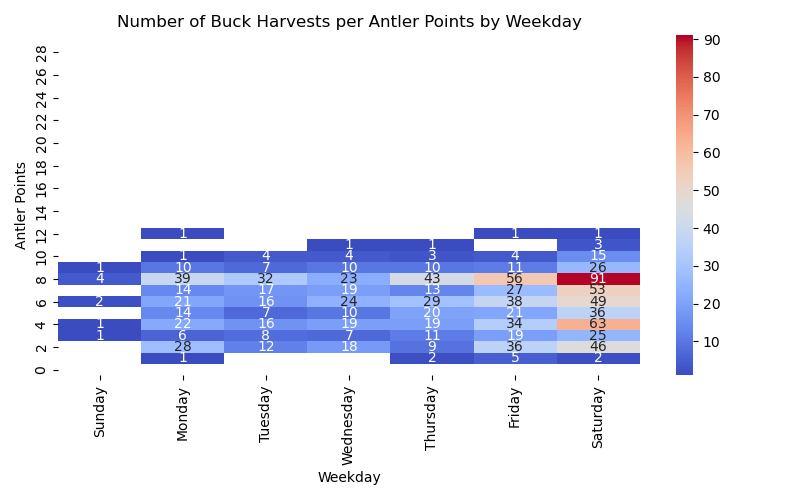 Number of Buck Harvests per Antler Points by Weekday
Antler Points
28
26
24
22
20
18
16
14
12
10
8
6
4
2
0
1 1 1
1 1 3
1 4 4 3 4 15
1 10 7 10 10 11 26
4 39 32 23 43 56 91
14 17 19 27 53
2 21 16 24 29 38 49
14 7 10 20 21 36
1 22 16 19 19 34 63
1 6 8 7 11 19 25
28 12 18 9 36 46
1 2 5 2
Sunday
Monday
Tuesday
Wednesday
Thursday
Friday
Saturday
Weekday
90
80
70
60
50
40
30
20
10